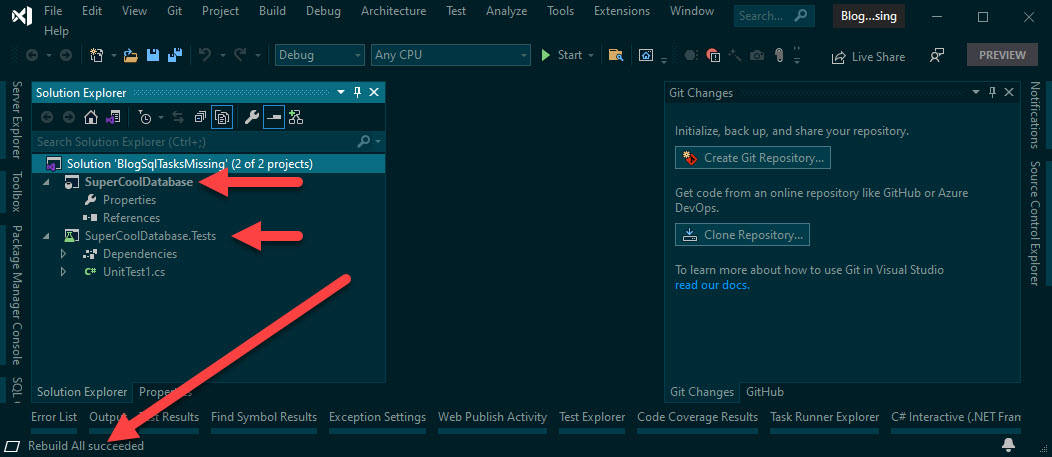 File Edit View Git Project Build Debug Architecture Test Analyze Tools Extensions Window Search... Blog...sing
Help
Debug Any CPU Start Live Share PREVIEW
Solution Explorer
Search Solution Explorer (Ctrl+;)
Solution 'BlogSqlTasksMissing' (2 of 2 projects)
SuperCoolDatabase
Properties
References
SuperCoolDatabase.Tests
Dependencies
C# UnitTest1.cs
Solution Explorer Properties
Git Changes
Initialize, back up, and share your repository.
Create Git Repository...
Get code from an online repository like GitHub or Azure
DevOps.
Clone Repository...
To learn more about how to use Git in Visual Studio
read our docs.
Git Changes GitHub
Server Explorer
Toolbox
Package Manager Console
SQL
Notifications
Source Control Explorer
Error List Output Test Results Find Symbol Results Exception Settings Web Publish Activity Test Explorer Code Coverage Results Task Runner Explorer C# Interactive (.NET Fram
Rebuild All succeeded